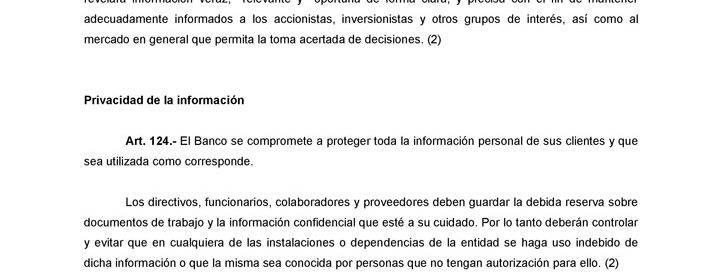 revelará información veraz, relevante y oportuna de forma clara, y precisa con el fin de mantener
adecuadamente informados a los accionistas, inversionistas y otros grupos de interés, así como al
mercado en general que permita la toma acertada de decisiones. (2)
Privacidad de la información
Art. 124.- El Banco se compromete a proteger toda la información personal de sus clientes y que
sea utilizada como corresponde.
Los directivos, funcionarios, colaboradores y proveedores deben guardar la debida reserva sobre
documentos de trabajo y la información confidencial que esté a su cuidado. Por lo tanto deberán controlar
y evitar que en cualquiera de las instalaciones o dependencias de la entidad se haga uso indebido de
dicha información o que la misma sea conocida por personas que no tengan autorización para ello. (2)